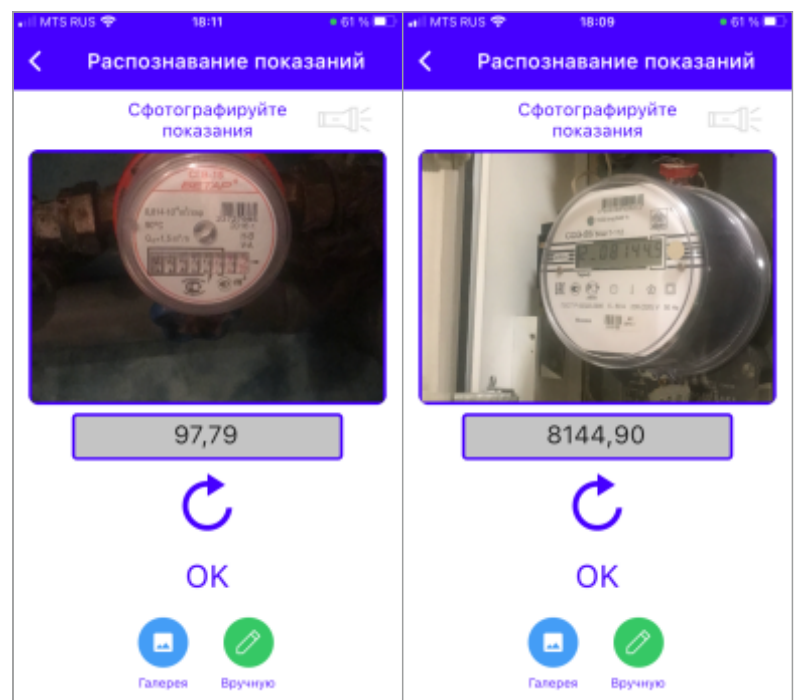 MTS RUS
18:11
61 %
Распознавание показаний
Сфотографируйте
показания
БЕТАР
97,79
OK
Галерея
Вручную
MTS RUS
18:09
61 %
Распознавание показаний
Сфотографируйте
показания
8144,90
OK
Галерея
Вручную